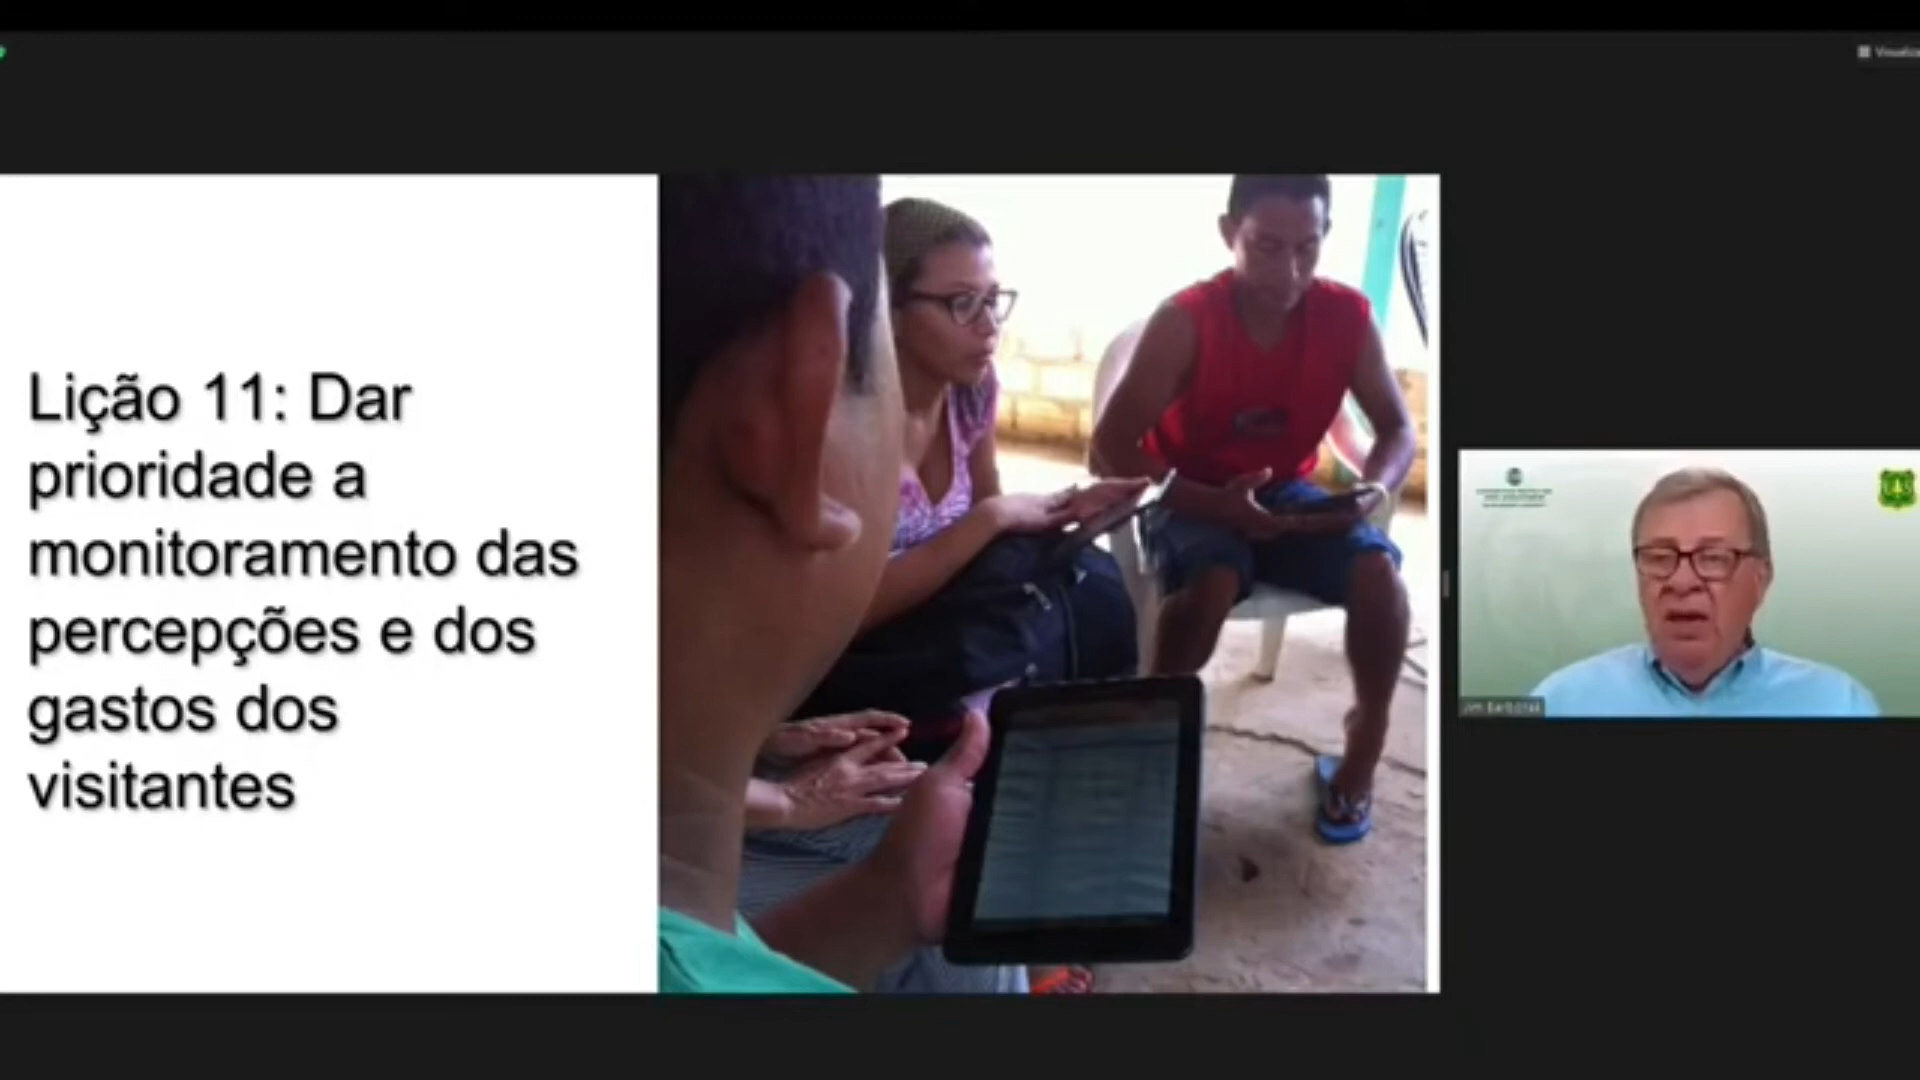 Lição 11: Dar
prioridade a
monitoramento das
percepções e dos
gastos dos
visitantes